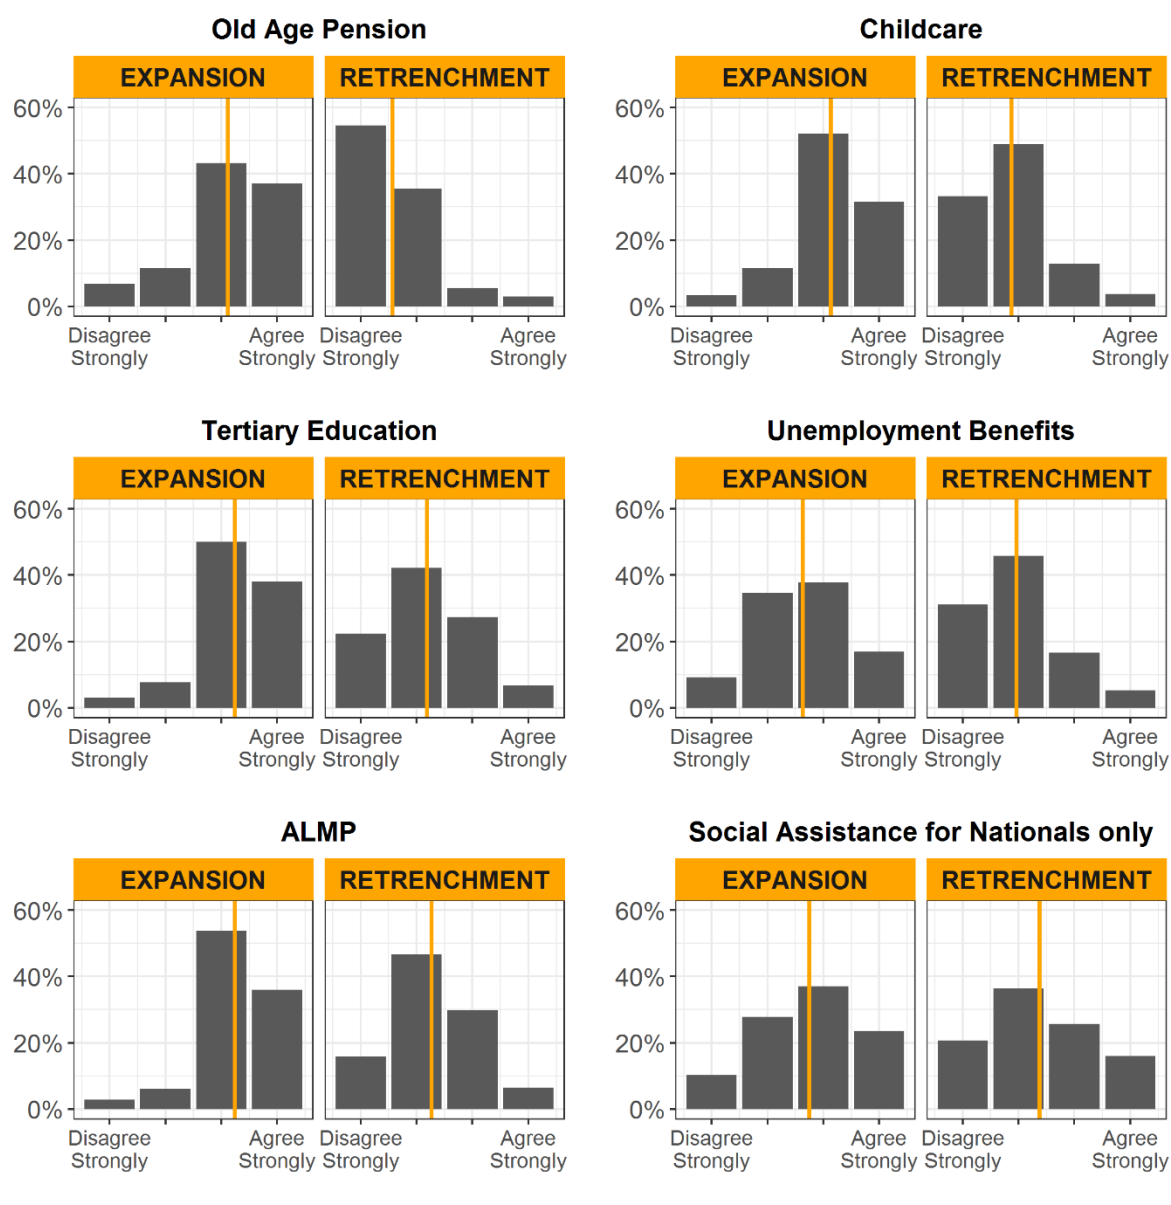 Old Age Pension
EXPANSION RETRENCHMENT
60%
40%
20%
0%
Disagree Strongly Agree Strongly Disagree Strongly Agree Strongly
Childcare
EXPANSION RETRENCHMENT
60%
40%
20%
0%
Disagree Strongly Agree Strongly Disagree Strongly Agree Strongly
Tertiary Education
EXPANSION RETRENCHMENT
60%
40%
20%
0%
Disagree Strongly Agree Strongly Disagree Strongly Agree Strongly
Unemployment Benefits
EXPANSION RETRENCHMENT
60%
40%
20%
0%
Disagree Strongly Agree Strongly Disagree Strongly Agree Strongly
ALMP
EXPANSION RETRENCHMENT
60%
40%
20%
0%
Disagree Strongly Agree Strongly Disagree Strongly Agree Strongly
Social Assistance for Nationals only
EXPANSION RETRENCHMENT
60%
40%
20%
0%
Disagree Strongly Agree Strongly Disagree Strongly Agree Strongly